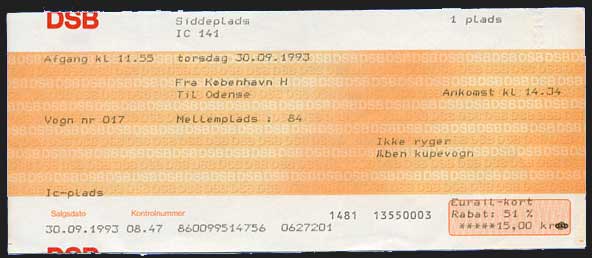 DSB
Siddeplads
1 plads
IC 141
Afgang kl 11.55 torsdag 30.09.1993
Fra København H
Til Odense
Ankomst kl 14.34
Vogn nr 017 Mellemplads : 84
Ikke ryger
Åben kupevogn
Ic-plads
Salgsdato Kontrolnummer
30.09.1993 08.47 860099514756 0627201
1481 13550003
Eurail-kort
Rabat: 51 %
*****15,00 kr
DSB